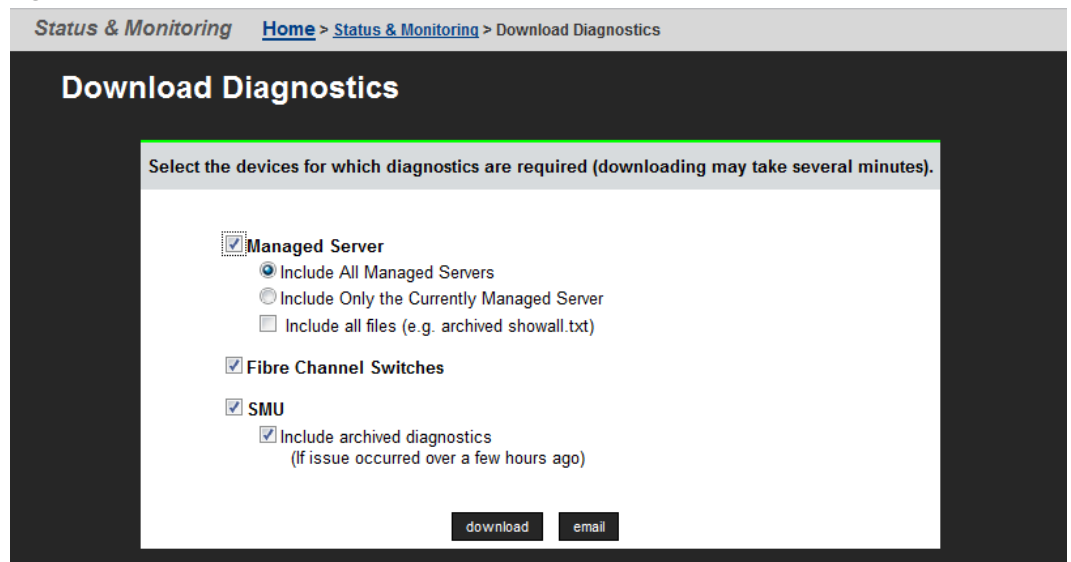 Status & Monitoring Home > Status & Monitoring > Download Diagnostics
Download Diagnostics
Select the devices for which diagnostics are required (downloading may take several minutes).
Managed Server
Include All Managed Servers
Include Only the Currently Managed Server
Include all files (e.g. archived showall.txt)
Fibre Channel Switches
SMU
Include archived diagnostics
(If issue occurred over a few hours ago)
download email